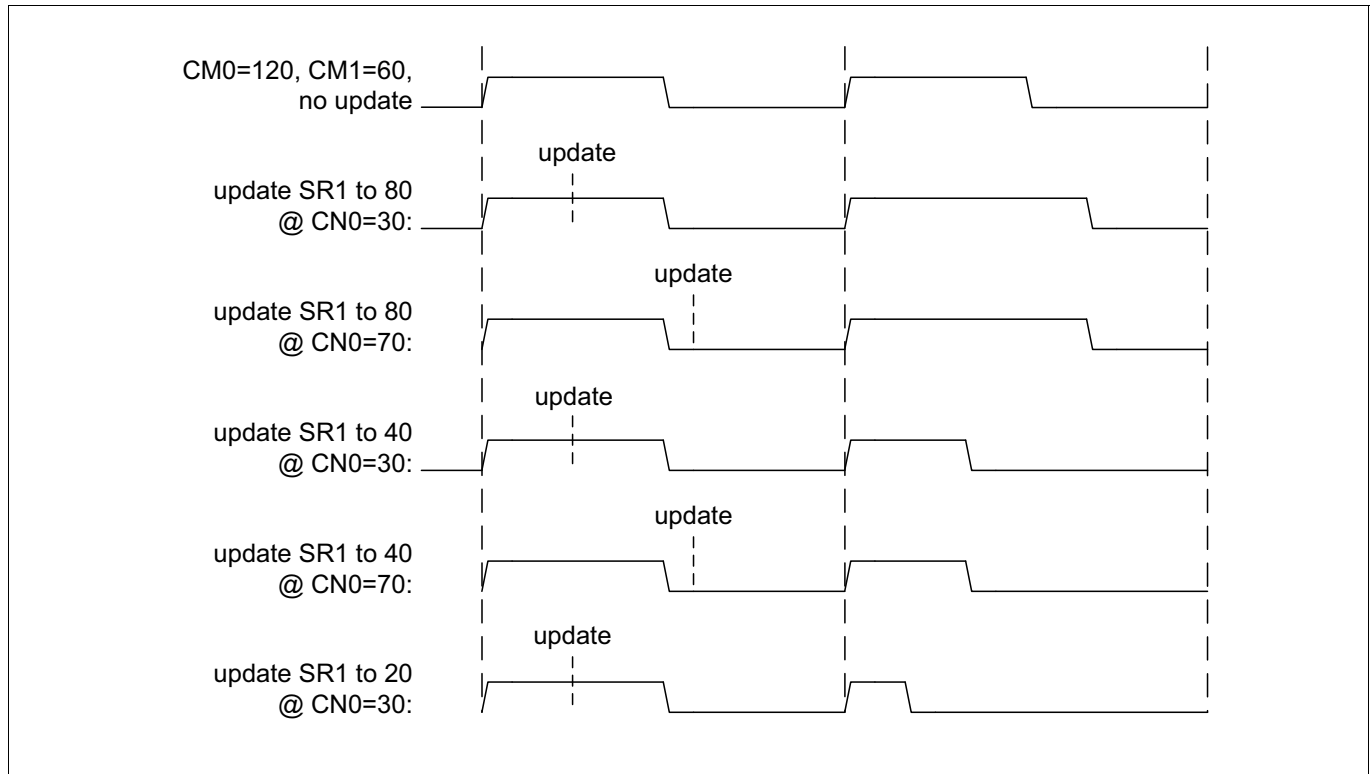 CM0=120, CM1=60,
no update
update
update SR1 to 80
@ CN0=30:
update
update SR1 to 80
@ CN0=70:
update
update SR1 to 40
@ CN0=30:
update
update SR1 to 40
@ CN0=70:
update
update SR1 to 20
@ CN0=30: